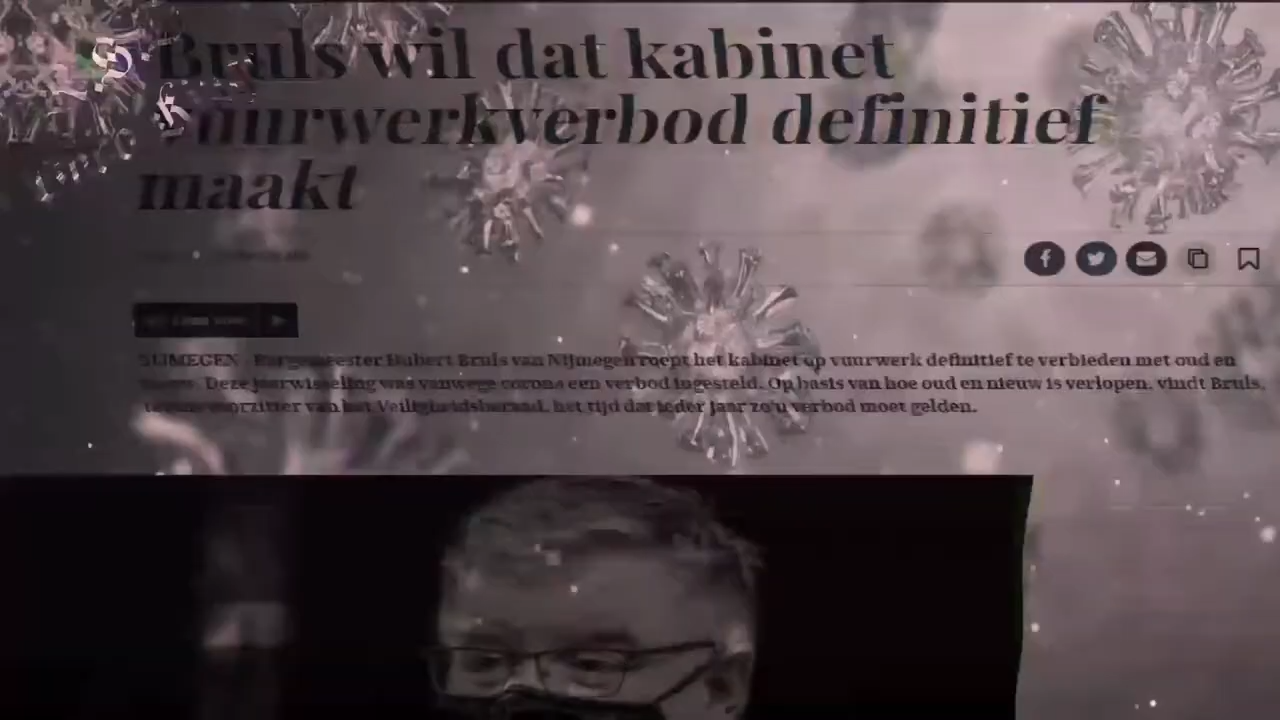 Bruls wil dat kabinet
vuurwerkverbod definitief
maakt
NIJMEGEN - Burgemeester Hubert Bruls van Nijmegen roept het kabinet op vuurwerk definitief te verbieden met oud en
nieuw. Deze jaarwisseling was vanwege corona een verbod ingesteld. Op basis van hoe oud en nieuw is verlopen, vindt Bruls,
tevens voorzitter van het Veiligheidsberaad, het tijd dat ieder jaar zo'n verbod moet gelden.